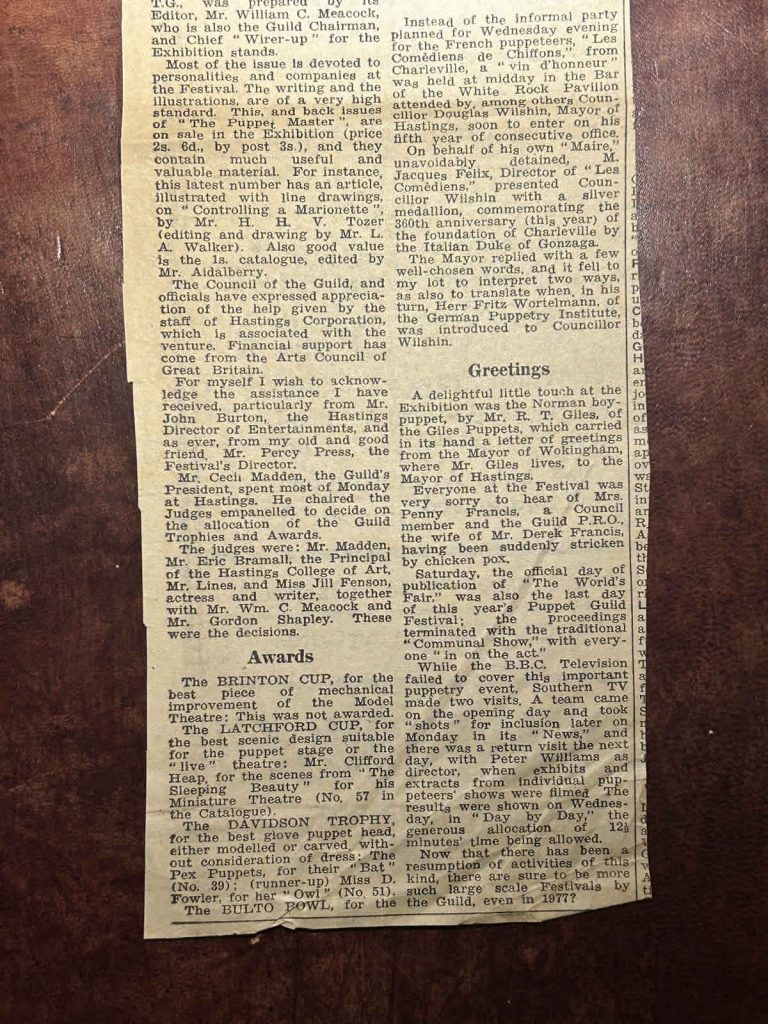 T.G., was prepared by its
Editor, Mr. William C. Meacock,
who is also the Guild Chairman,
and Chief "Wirer-up" for the
Exhibition stands.
Most of the issue is devoted to
personalities and companies at
the Festival. The writing and the
illustrations, are of a very high
standard. This, and back issues
of "The Puppet Master", are
on sale in the Exhibition (price
2s. 6d., by post 3s.), and they
contain much useful and
valuable material. For instance,
this latest number has an article,
illustrated with line drawings,
on "Controlling a Marionette",
by Mr. H. H. V. Tozer
(editing and drawing by Mr. L.
A. Walker). Also good value
is the 1s. catalogue, edited by
Mr. Aidalberry.
The Council of the Guild, and
officials have expressed apprecia-
tion of the help given by the
staff of Hastings Corporation,
which is associated with the
venture. Financial support has
come from the Arts Council of
Great Britain.
For myself I wish to acknow-
ledge the assistance I have
received, particularly from Mr.
John Burton, the Hastings
Director of Entertainments, and
as ever, from my old and good
friend, Mr. Percy Press, the
Festival's Director.
Mr. Cecil Madden, the Guild's
President, spent most of Monday
at Hastings. He chaired the
Judges empanelled to decide on
the allocation of the Guild
Trophies and Awards.
The judges were: Mr. Madden,
Mr. Eric Bramall, the Principal
of the Hastings College of Art,
Mr. Lines, and Miss Jill Fenson,
actress and writer, together
with Mr. Wm. C. Meacock and
Mr. Gordon Shapley. These
were the decisions.
Awards
The BRINTON CUP, for the
best piece of mechanical
improvement of the Model
Theatre: This was not awarded.
The LATCHFORD CUP, for
the best scenic design suitable
for the puppet stage or the
"live" theatre: Mr. Clifford
Heap, for the scenes from "The
Sleeping Beauty" for his
Miniature Theatre (No. 57 in
the Catalogue).
The DAVIDSON TROPHY,
for the best glove puppet head,
either modelled or carved, with-
out consideration of dress: The
Pex Puppets, for their "Bat"
(No. 39); (runner-up) Miss D.
Fowler, for her "Owl" (No. 51).
The BULTO BOWL, for the
Instead of the informal party
planned for Wednesday evening
for the French puppeteers, "Les
Comèdiens de Chiffons," from
Charleville, a "vin d'honneur"
was held at midday in the Bar
of the White Rock Pavilion
attended by, among others Coun-
cillor Douglas Wilshin, Mayor of
Hastings, soon to enter on his
fifth year of consecutive office.
On behalf of his own "Maire,"
unavoidably detained, M.
Jacques Felix, Director of "Les
Comèdiens," presented Coun-
cillor Wilshin with a silver
medallion, commemorating the
360th anniversary (this year) of
the foundation of Charleville by
the Italian Duke of Gonzaga.
The Mayor replied with a few
well-chosen words, and it fell to
my lot to interpret two ways,
as also to translate when, in his
turn, Herr Fritz Wortelmann, of
the German Puppetry Institute,
was introduced to Councillor
Wilshin.
Greetings
A delightful little touch at the
Exhibition was the Norman boy-
puppet, by Mr. R. T. Giles, of
the Giles Puppets, which carried
in its hand a letter of greetings
from the Mayor of Wokingham,
where Mr. Giles lives, to the
Mayor of Hastings.
Everyone at the Festival was
very sorry to hear of Mrs.
Penny Francis, a Council
member and the Guild P.R.O.,
the wife of Mr. Derek Francis,
having been suddenly stricken
by chicken pox.
Saturday, the official day of
publication of "The World's
Fair," was also the last day
of this year's Puppet Guild
Festival; the proceedings
terminated with the traditional
"Communal Show," with every-
one "in on the act."
While the B.B.C. Television
failed to cover this important
puppetry event, Southern TV
made two visits. A team came
on the opening day and took
"shots" for inclusion later on
Monday in its "News," and
there was a return visit the next
day, with Peter Williams as
director, when exhibits and
extracts from individual pup-
peteers' shows were filmed The
results were shown on Wednes-
day, in "Day by Day," the
generous allocation of 12½
minutes' time being allowed.
Now that there has been a
resumption of activities of this
kind, there are sure to be more
such large scale Festivals by
the Guild, even in 1977?